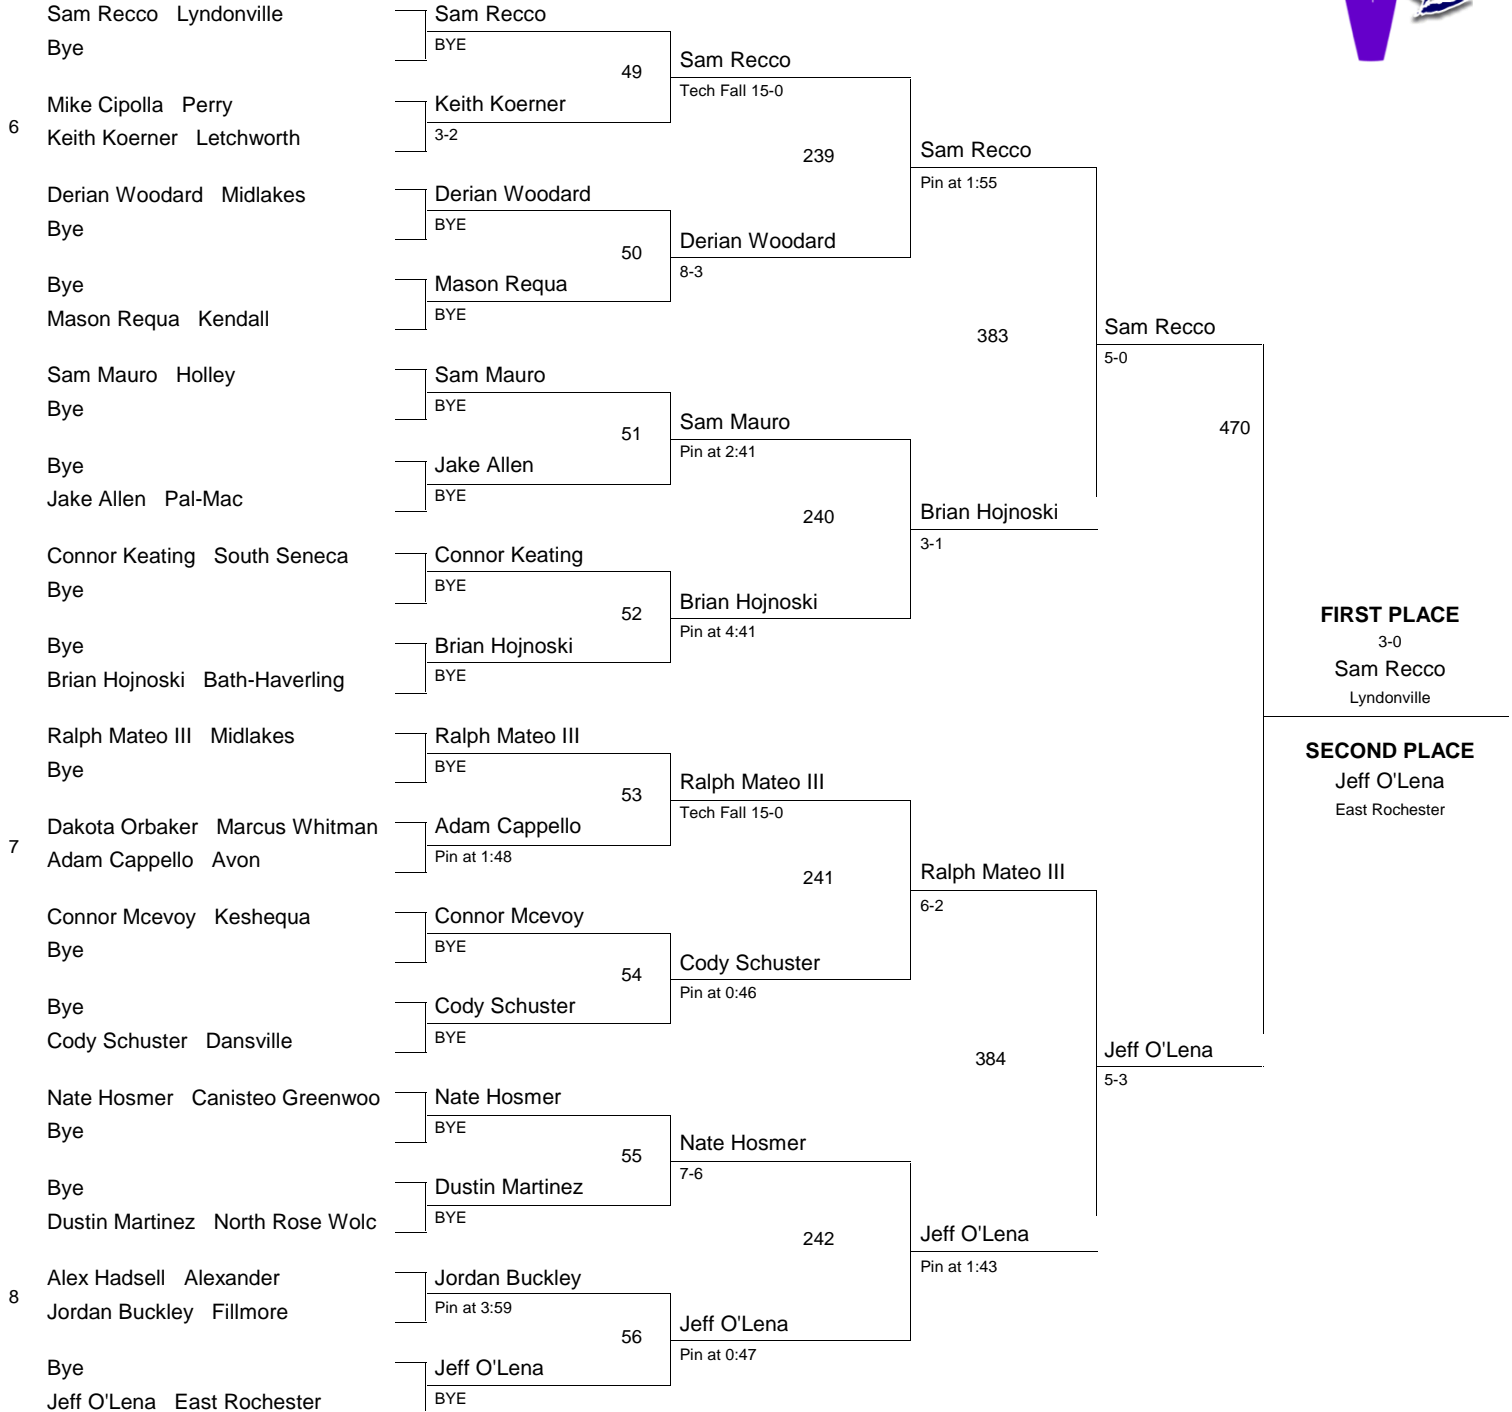 Sam Recco Lyndonville
Bye
6
Mike Cipolla Perry
Keith Koerner Letchworth
Derian Woodard Midlakes
Bye
Bye
Mason Requa Kendall
Sam Mauro Holley
Bye
Bye
Jake Allen Pal-Mac
Connor Keating South Seneca
Bye
Bye
Brian Hojnoski Bath-Haverling
Ralph Mateo III Midlakes
Bye
7
Dakota Orbaker Marcus Whitman
Adam Cappello Avon
Connor Mcevoy Keshequa
Bye
Bye
Cody Schuster Dansville
Nate Hosmer Canisteo Greenwoo
Bye
Bye
Dustin Martinez North Rose Wolc
8
Alex Hadsell Alexander
Jordan Buckley Fillmore
Bye
Jeff O'Lena East Rochester
Sam Recco
BYE
49
Keith Koerner
3-2
Derian Woodard
BYE
50
Mason Requa
BYE
Sam Mauro
BYE
51
Jake Allen
BYE
Connor Keating
BYE
52
Brian Hojnoski
BYE
Ralph Mateo III
BYE
53
Adam Cappello
Pin at 1:48
Connor Mcevoy
BYE
54
Cody Schuster
BYE
Nate Hosmer
BYE
55
Dustin Martinez
BYE
Jordan Buckley
Pin at 3:59
56
Jeff O'Lena
BYE
Sam Recco
Tech Fall 15-0
239
Derian Woodard
8-3
Sam Mauro
Pin at 2:41
240
Brian Hojnoski
Pin at 4:41
Ralph Mateo III
Tech Fall 15-0
241
Cody Schuster
Pin at 0:46
Nate Hosmer
7-6
242
Jeff O'Lena
Pin at 0:47
Sam Recco
Pin at 1:55
383
Brian Hojnoski
3-1
Ralph Mateo III
6-2
384
Jeff O'Lena
Pin at 1:43
Sam Recco
5-0
470
Jeff O'Lena
5-3
FIRST PLACE
3-0
Sam Recco
Lyndonville
SECOND PLACE
Jeff O'Lena
East Rochester